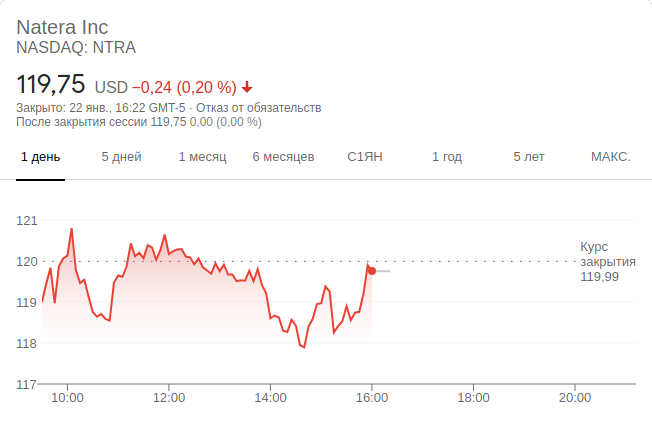 Natera Inc
NASDAQ: NTRA
119,75 USD −0,24 (0,20 %)
Закрыто: 22 янв., 16:22 GMT-5 · Отказ от обязательств
После закрытия сессии 119,75 0,00 (0,00 %)
1 день 5 дней 1 месяц 6 месяцев С1ЯН 1 год 5 лет МАКС.
121
120
119
118
117
Курс
закрытия
119,99
10:00 12:00 14:00 16:00 18:00 20:00